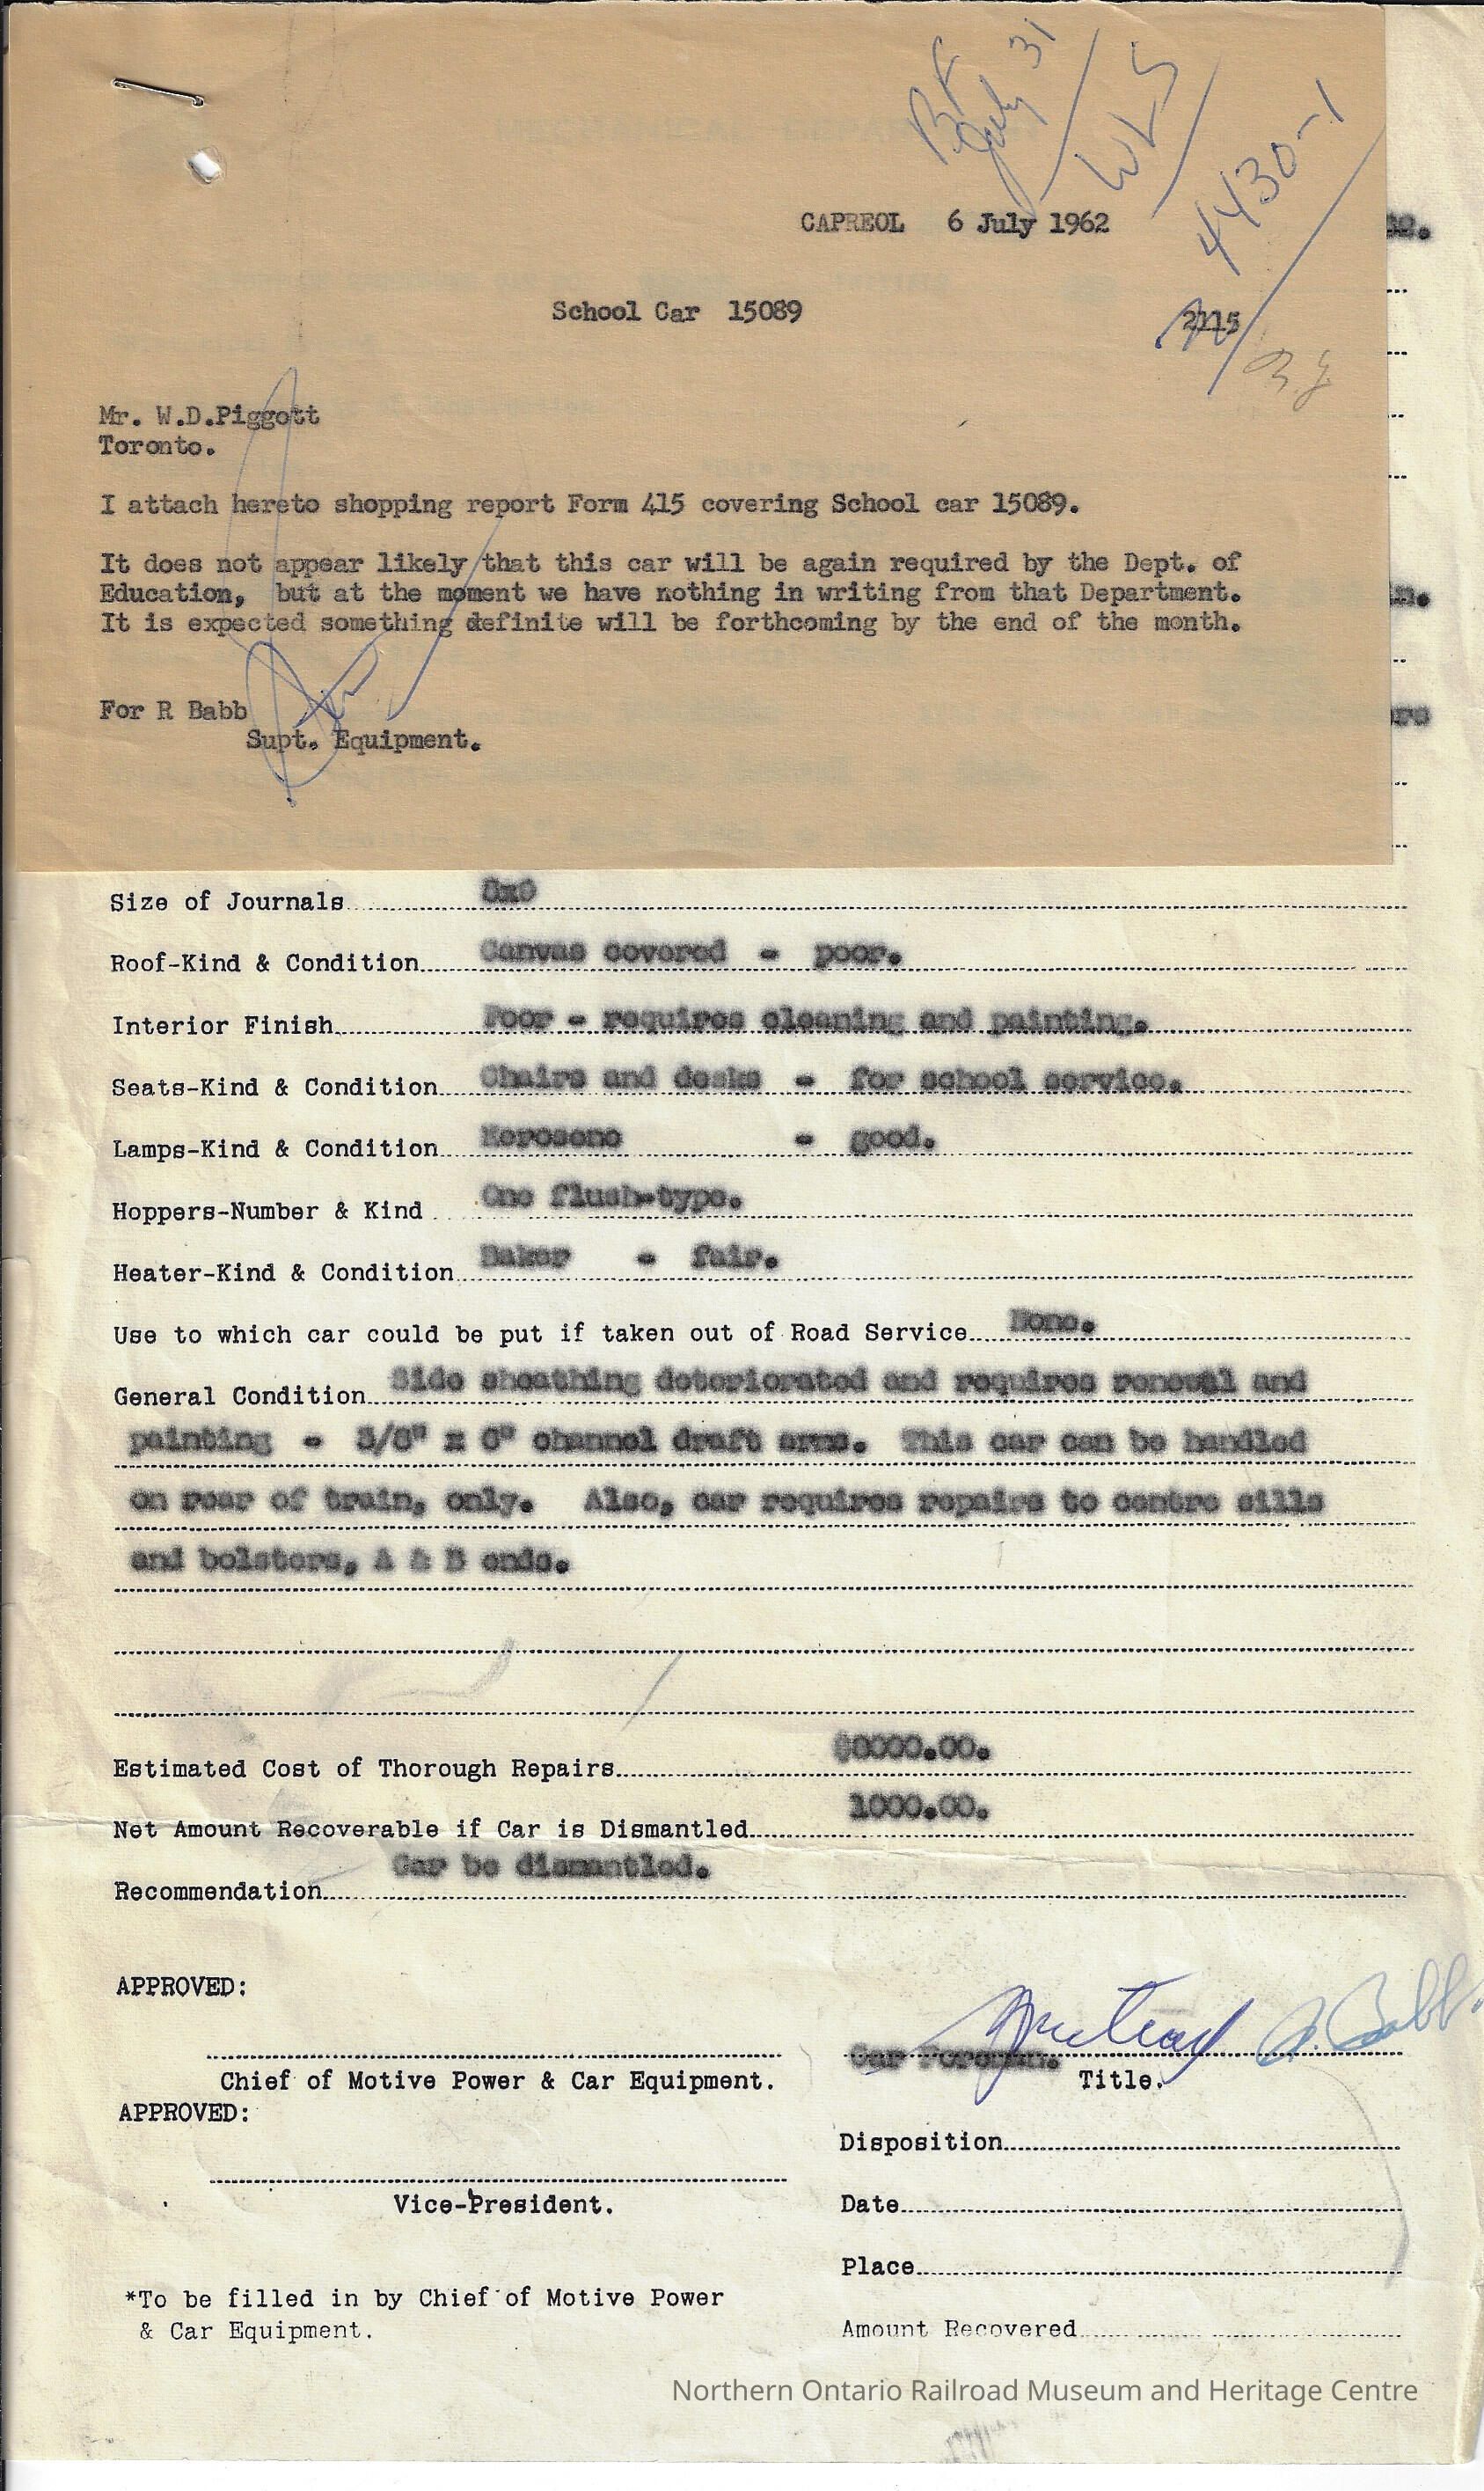 BF
July 31
WLS
4430-1
CAPREOL 6 July 1962
School Car 15089
2115
Mr. W.D.Piggott
Toronto.
I attach hereto shopping report Form 415 covering School car 15089.
It does not appear likely that this car will be again required by the Dept. of
Education, but at the moment we have nothing in writing from that Department.
It is expected something definite will be forthcoming by the end of the month.
For R Babb
Supt. Equipment.
Size of Journals
Roof-Kind & Condition Canvas covered - poor.
Interior Finish Poor - requires cleaning and painting.
Seats-Kind & Condition Chairs and desks - for school service.
Lamps-Kind & Condition Kerosene - good.
Hoppers-Number & Kind One flush-type.
Heater-Kind & Condition Baker - fair.
Use to which car could be put if taken out of Road Service None.
General Condition Side sheathing deteriorated and requires renewal and
painting - x channel draft arms. This car can be handled
on rear of train, only. Also, car requires repairs to centre sills
and bolsters, A & B ends.
Estimated Cost of Thorough Repairs
Net Amount Recoverable if Car is Dismantled 1000.00.
Recommendation Car be dismantled.
APPROVED:
Chief of Motive Power & Car Equipment.
R. Babb.
Car Foreman.
Title.
APPROVED:
Vice-President.
Disposition
Date
Place
Amount Recovered
*To be filled in by Chief of Motive Power
& Car Equipment.
Northern Ontario Railroad Museum and Heritage Centre